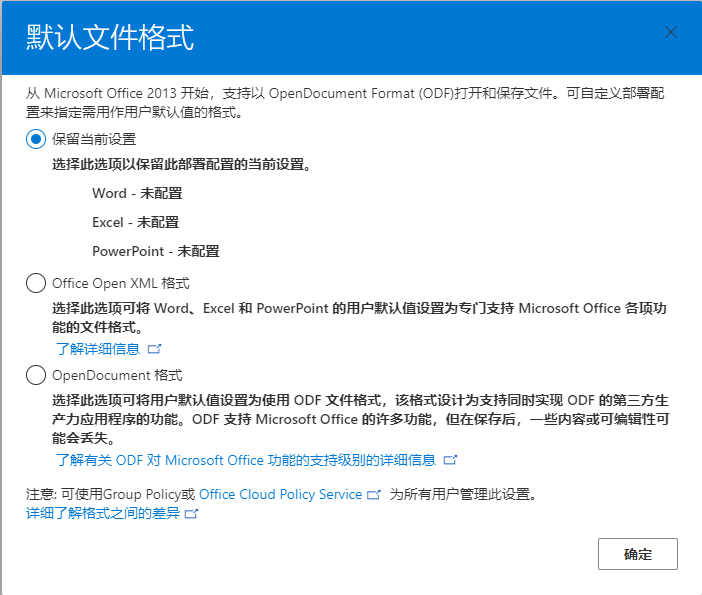 默认文件格式
从 Microsoft Office 2013 开始，支持以 OpenDocument Format (ODF)打开和保存文件。可自定义部署配
置来指定需用作用户默认值的格式。
保留当前设置
选择此选项以保留此部署配置的当前设置。
Word - 未配置
Excel - 未配置
PowerPoint - 未配置
Office Open XML 格式
选择此选项可将 Word、Excel 和 PowerPoint 的用户默认值设置为专门支持 Microsoft Office 各项功
能的文件格式。
了解详细信息
OpenDocument 格式
选择此选项可将用户默认值设置为使用 ODF 文件格式，该格式设计为支持同时实现 ODF 的第三方生
产力应用程序的功能。ODF 支持 Microsoft Office 的许多功能，但在保存后，一些内容或可编辑性可
能会丢失。
了解有关 ODF 对 Microsoft Office 功能的支持级别的详细信息
注意: 可使用Group Policy或 Office Cloud Policy Service 为所有用户管理此设置。
详细了解格式之间的差异
确定